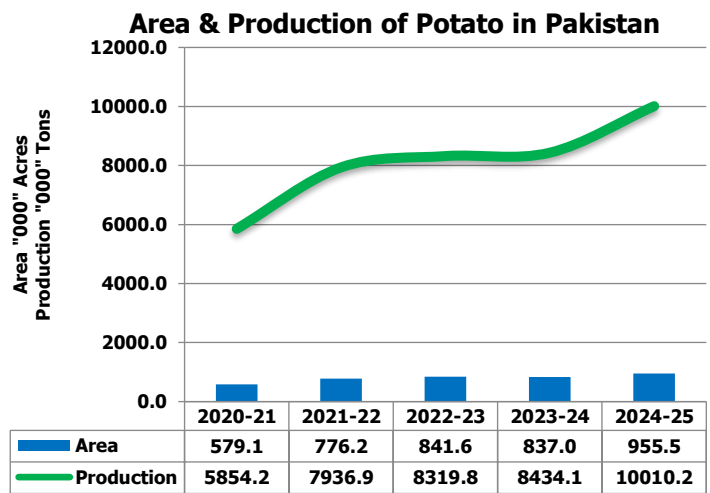 Area & Production of Potato in Pakistan
Area "000" Acres
Production "000" Tons
12000.0
10000.0
8000.0
6000.0
4000.0
2000.0
0.0
2020-21 2021-22 2022-23 2023-24 2024-25
Area 579.1 776.2 841.6 837.0 955.5
Production 5854.2 7936.9 8319.8 8434.1 10010.2